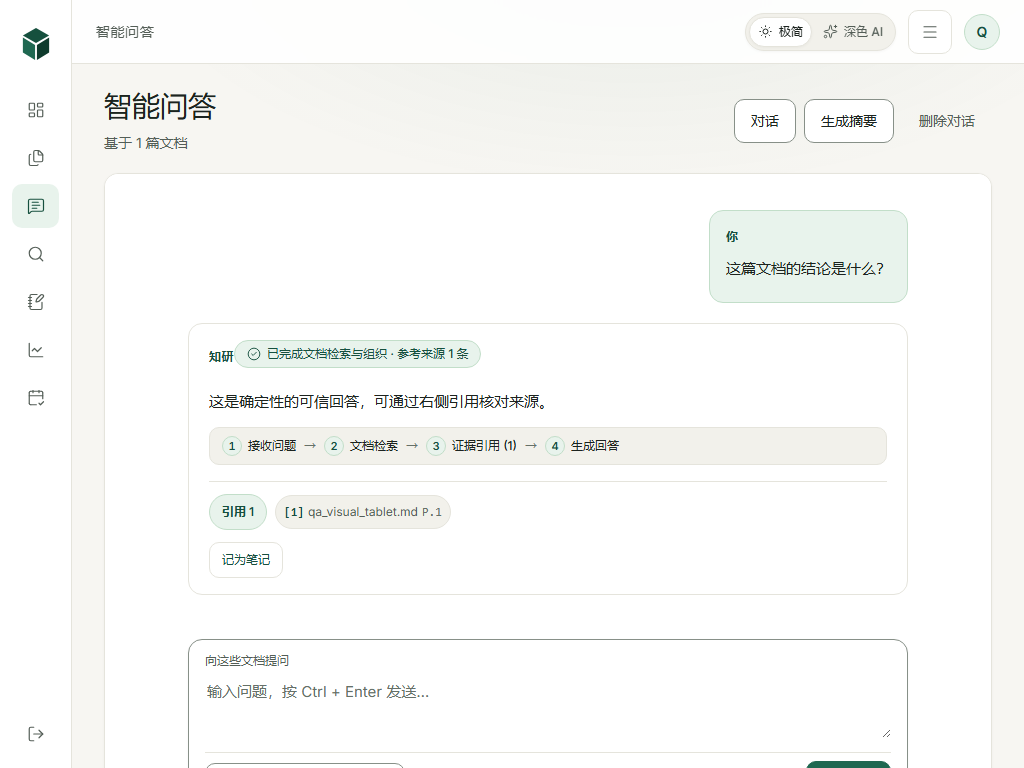 智能问答
极简
深色 AI
Q
智能问答
基于 1 篇文档
对话
生成摘要
删除对话
你
这篇文档的结论是什么？
知研
已完成文档检索与组织 · 参考来源 1 条
这是确定性的可信回答，可通过右侧引用核对来源。
1 接收问题 → 2 文档检索 → 3 证据引用 (1) → 4 生成回答
引用 1
[1] qa_visual_tablet.md P.1
记为笔记
向这些文档提问
输入问题，按 Ctrl + Enter 发送...